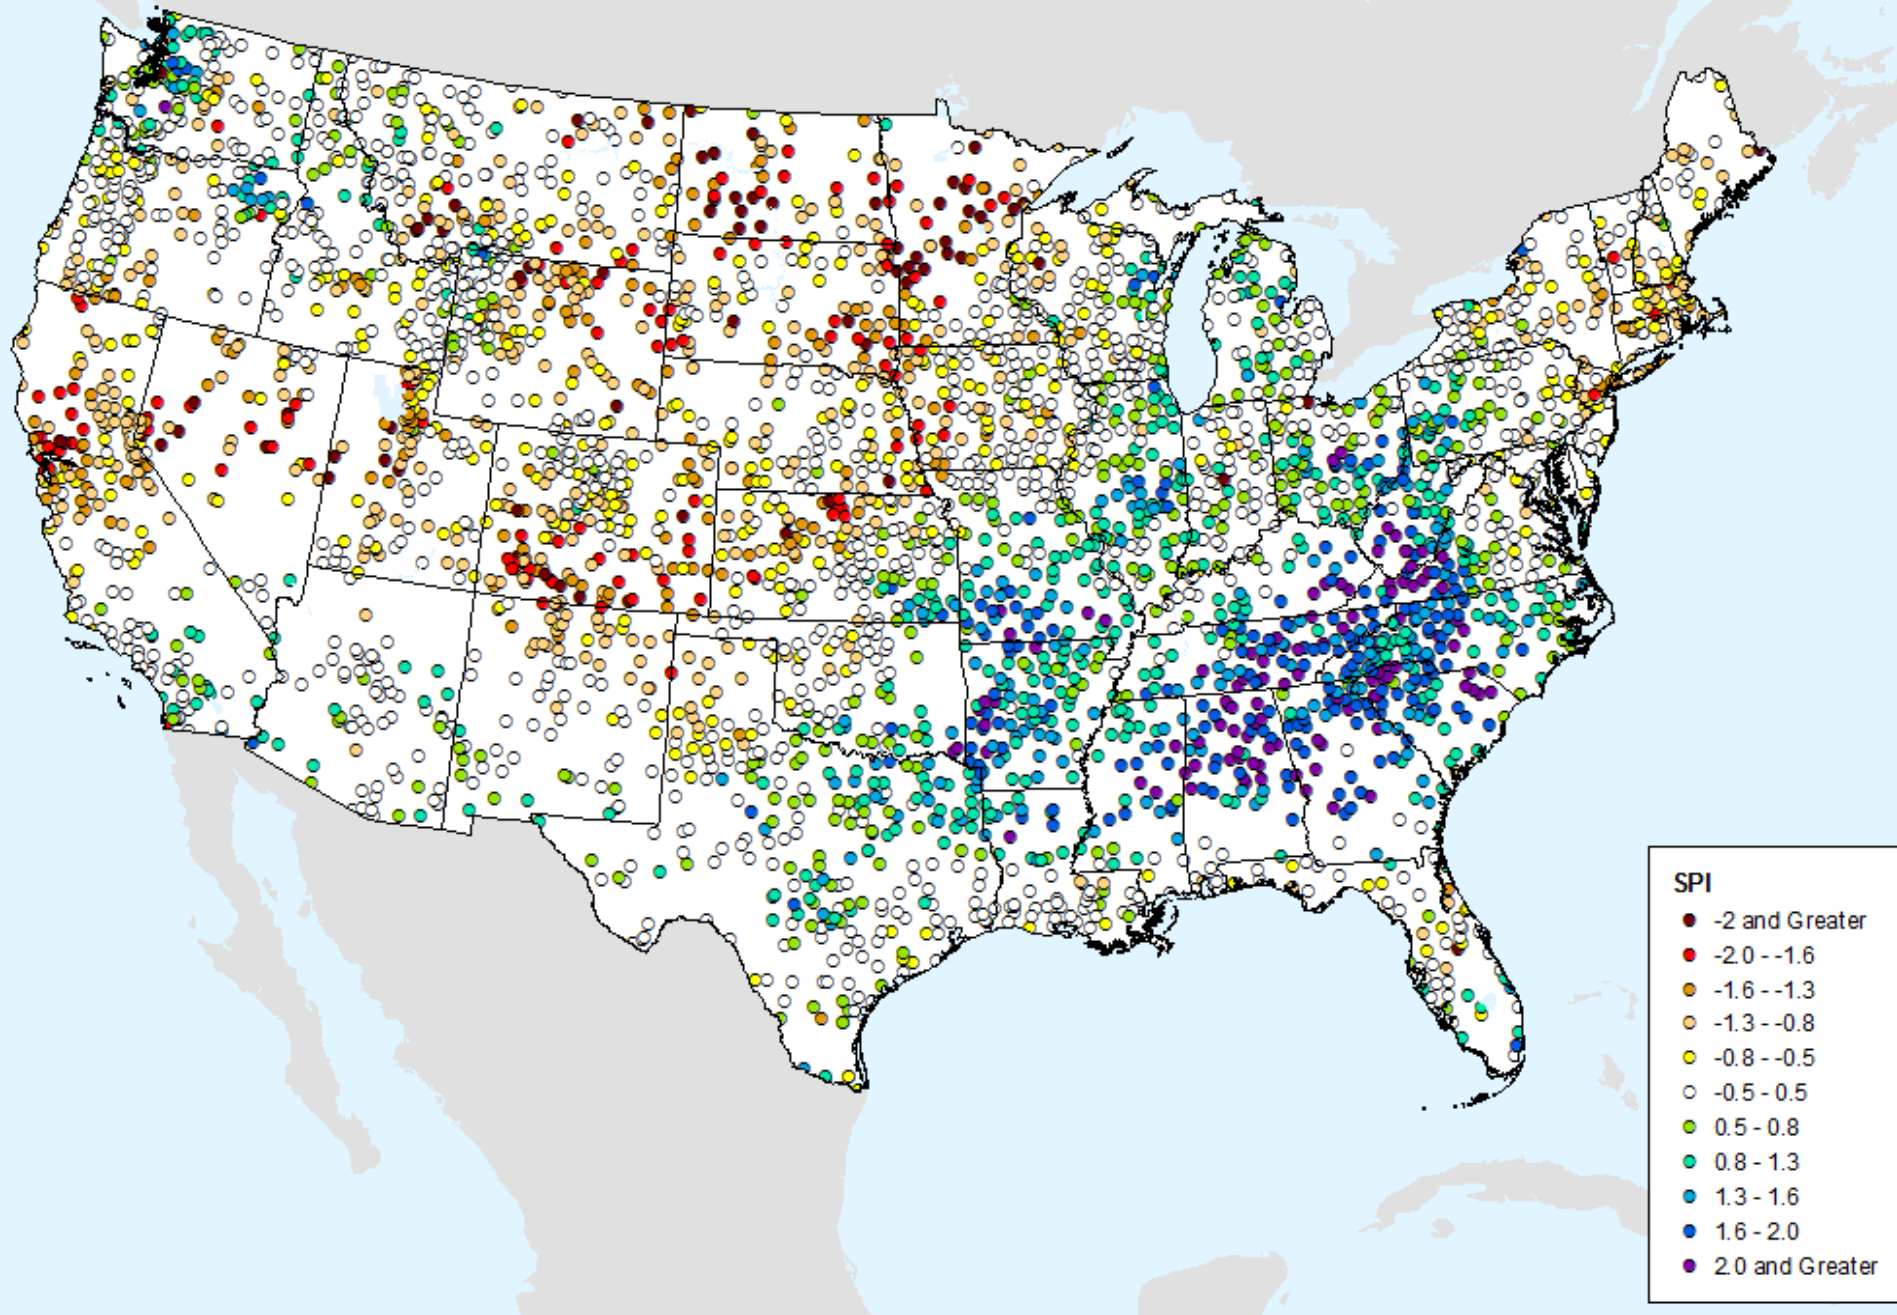 SPI
-2 and Greater
-2.0 - -1.6
-1.6 - -1.3
-1.3 - -0.8
-0.8 - -0.5
-0.5 - 0.5
0.5 - 0.8
0.8 - 1.3
1.3 - 1.6
1.6 - 2.0
2.0 and Greater